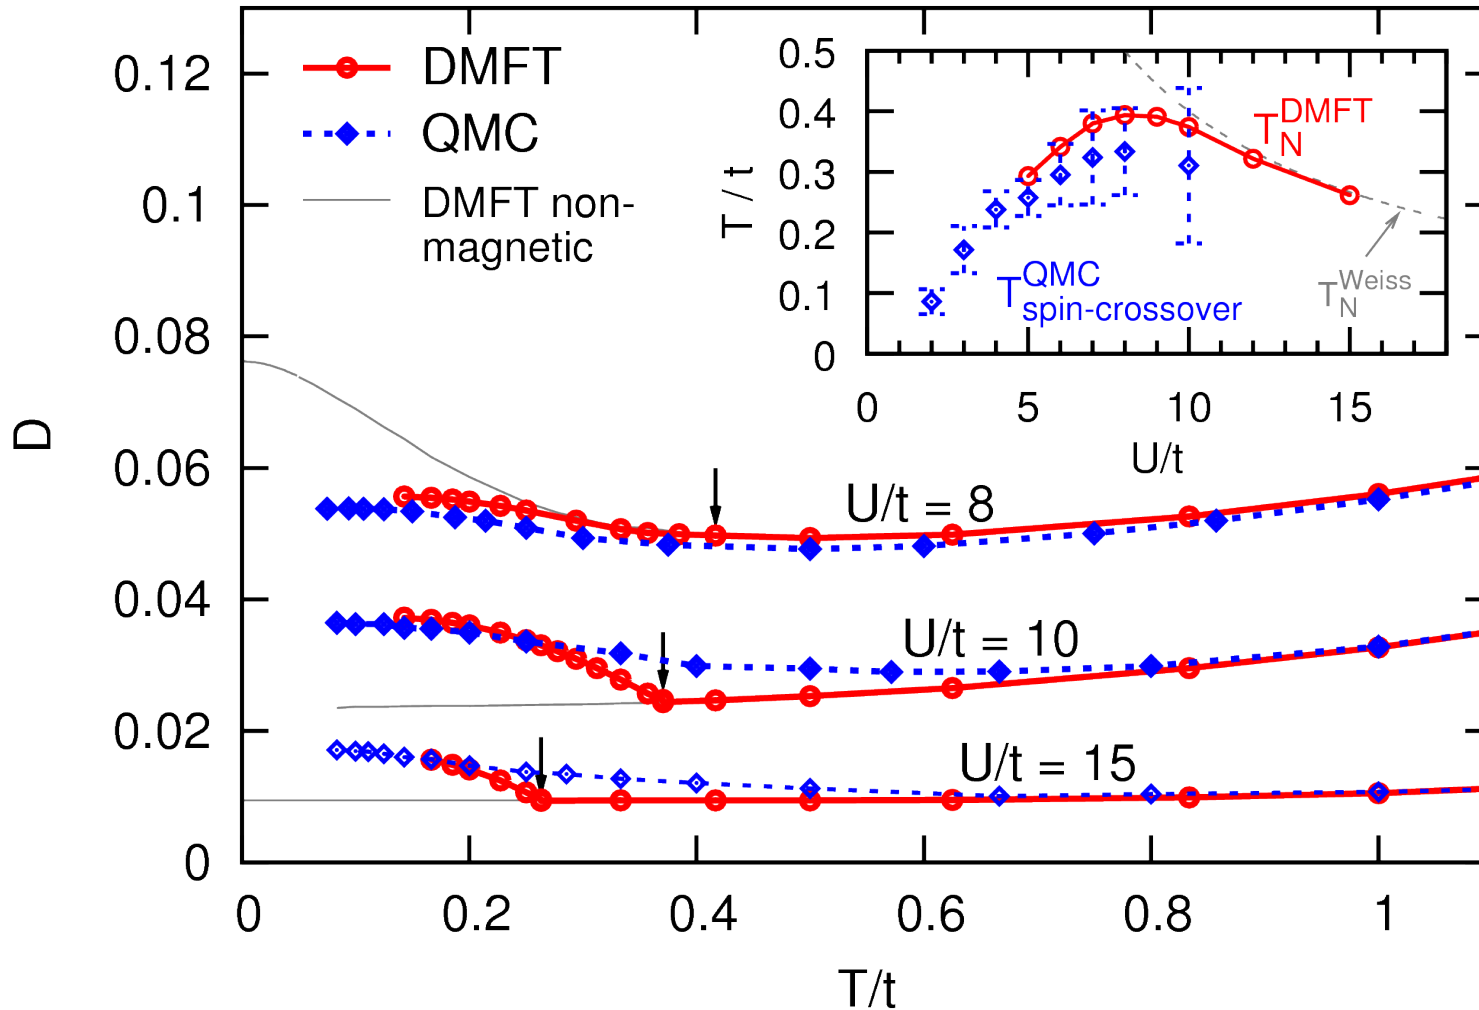 0.12
0.1
0.08
0.06
0.04
0.02
0
D
DMFT
QMC
DMFT non-
magnetic
0.5
0.4
0.3
0.2
0.1
0
T / t
T_N^DMFT
T_spin-crossover^QMC
T_N^Weiss
0 5 10 15
U/t
U/t = 8
U/t = 10
U/t = 15
0 0.2 0.4 0.6 0.8 1
T/t